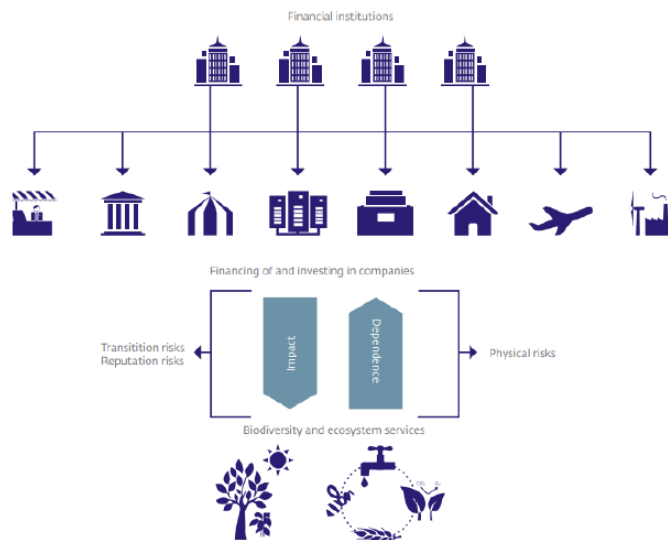 Financial institutions
Financing of and investing in companies
Impact
Dependence
Transitition risks
Reputation risks
Physical risks
Biodiversity and ecosystem services
CO₂